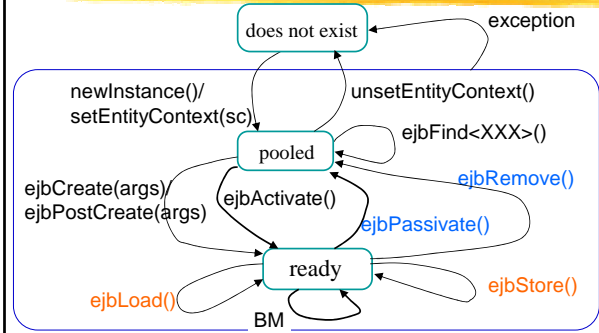 does not exist
exception
newInstance()/
setEntityContext(sc)
unsetEntityContext()
ejbFind<XXX>()
pooled
ejbCreate(args)/
ejbPostCreate(args)
ejbActivate()
ejbRemove()
ejbPassivate()
ready
ejbLoad()
ejbStore()
BM